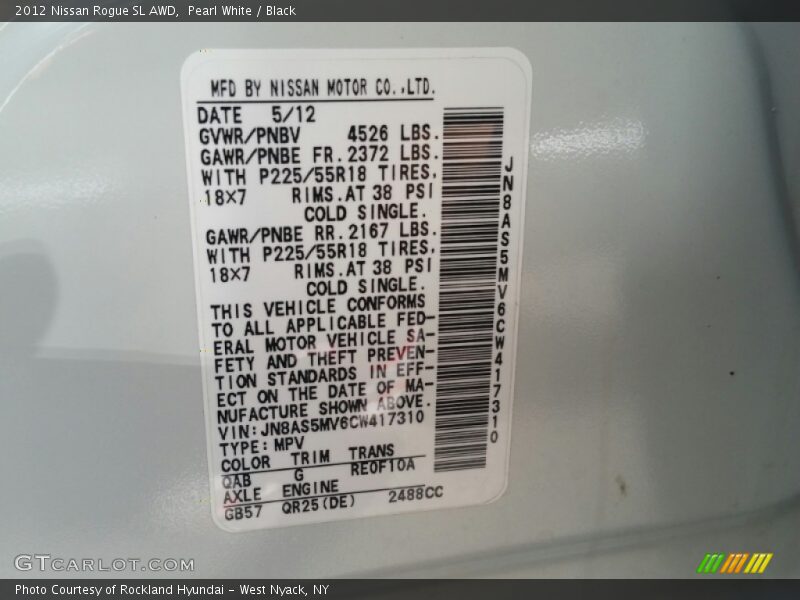 2012 Nissan Rogue SL AWD, Pearl White / Black
MFD BY NISSAN MOTOR CO.,LTD.
DATE 5/12
GVWR/PNBV 4526 LBS.
GAWR/PNBE FR.2372 LBS.
WITH P225/55R18 TIRES,
18X7 RIMS.AT 38 PSI
COLD SINGLE.
GAWR/PNBE RR.2167 LBS.
WITH P225/55R18 TIRES,
18X7 RIMS.AT 38 PSI
COLD SINGLE.
THIS VEHICLE CONFORMS
TO ALL APPLICABLE FED-
ERAL MOTOR VEHICLE SA-
FETY AND THEFT PREVEN-
TION STANDARDS IN EFF-
ECT ON THE DATE OF MA-
NUFACTURE SHOWN ABOVE.
VIN:JN8AS5MV6CW417310
TYPE:MPV
COLOR TRIM TRANS
QAB G RE0F10A
AXLE ENGINE
GB57 QR25(DE) 2488CC
JN8AS5MV6CW417310
GTCARLOT.COM
Photo Courtesy of Rockland Hyundai - West Nyack, NY